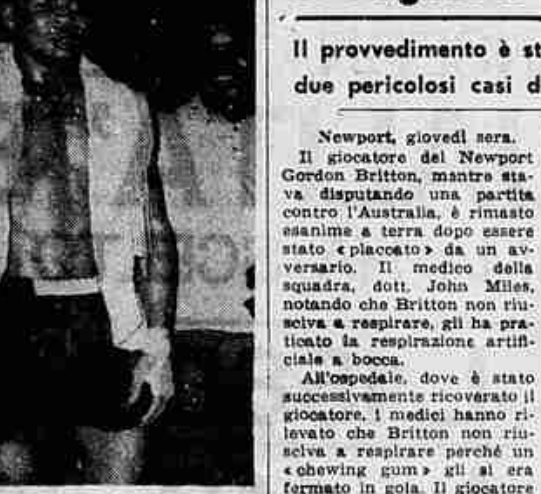 Il provvedimento è st
due pericolosi casi d
Newport, giovedì sera.
Il giocatore del Newport
Gordon Britton, mentre sta-
va disputando una partita
contro l'Australia, è rimasto
esanime a terra dopo essere
stato «placcato» da un av-
versario. Il medico della
squadra, dott. John Miles,
notando che Britton non riu-
sciva a respirare, gli ha pra-
ticato la respirazione artifi-
ciale a bocca.
All'ospedale, dove è stato
successivamente ricoverato il
giocatore, i medici hanno ri-
levato che Britton non riu-
sciva a respirare perché un
«chewing gum» gli si era
fermato in gola. Il giocatore